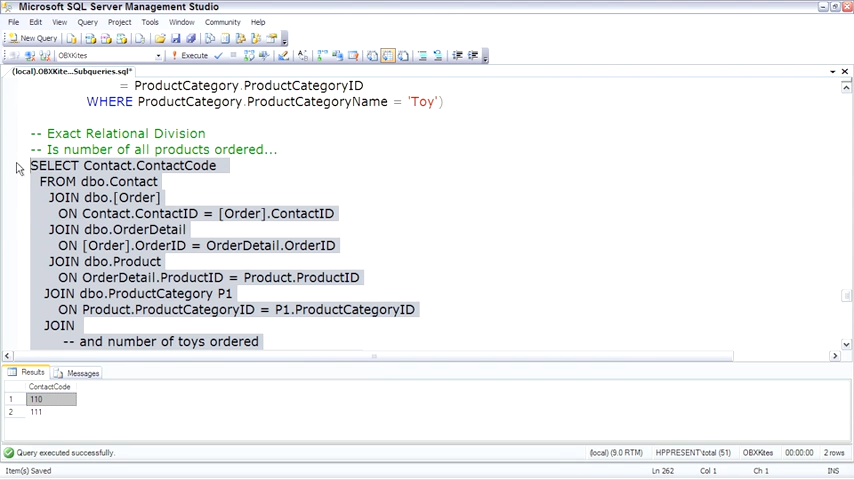 Microsoft SQL Server Management Studio
File Edit View Query Project Tools Window Community Help
New Query
OBXKites Execute
(local).OBXKite...Subqueries.sql*
= ProductCategory.ProductCategoryID
WHERE ProductCategory.ProductCategoryName = 'Toy')
-- Exact Relational Division
-- Is number of all products ordered...
SELECT Contact.ContactCode
FROM dbo.Contact
JOIN dbo.[Order]
ON Contact.ContactID = [Order].ContactID
JOIN dbo.OrderDetail
ON [Order].OrderID = OrderDetail.OrderID
JOIN dbo.Product
ON OrderDetail.ProductID = Product.ProductID
JOIN dbo.ProductCategory P1
ON Product.ProductCategoryID = P1.ProductCategoryID
JOIN
-- and number of toys ordered
Results Messages
ContactCode
1 110
2 111
Query executed successfully. (local) (9.0 RTM) HPPRESENT\total (51) OBXKites 00:00:00 2 rows
Item(s) Saved Ln 262 Col 1 Ch 1 INS